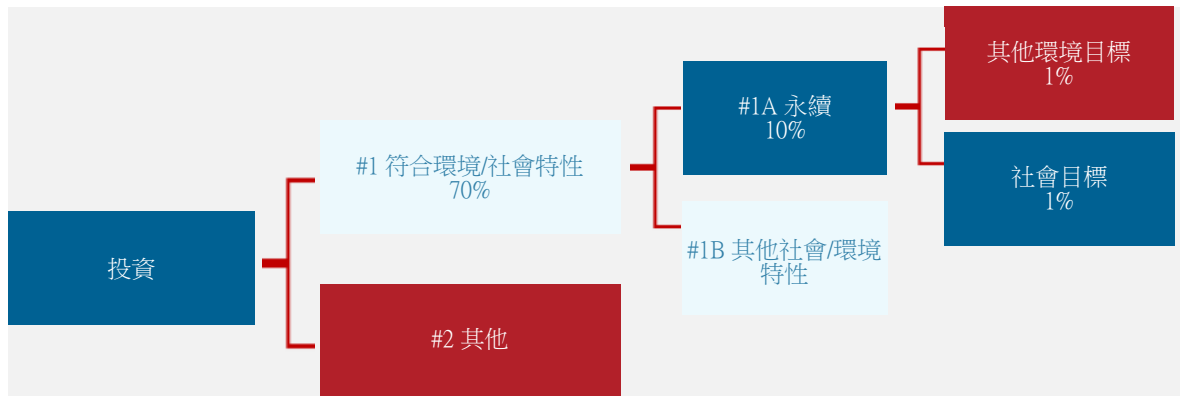 投資
#1 符合環境/社會特性
70%
#2 其他
#1A 永續
10%
#1B 其他社會/環境
特性
其他環境目標
1%
社會目標
1%